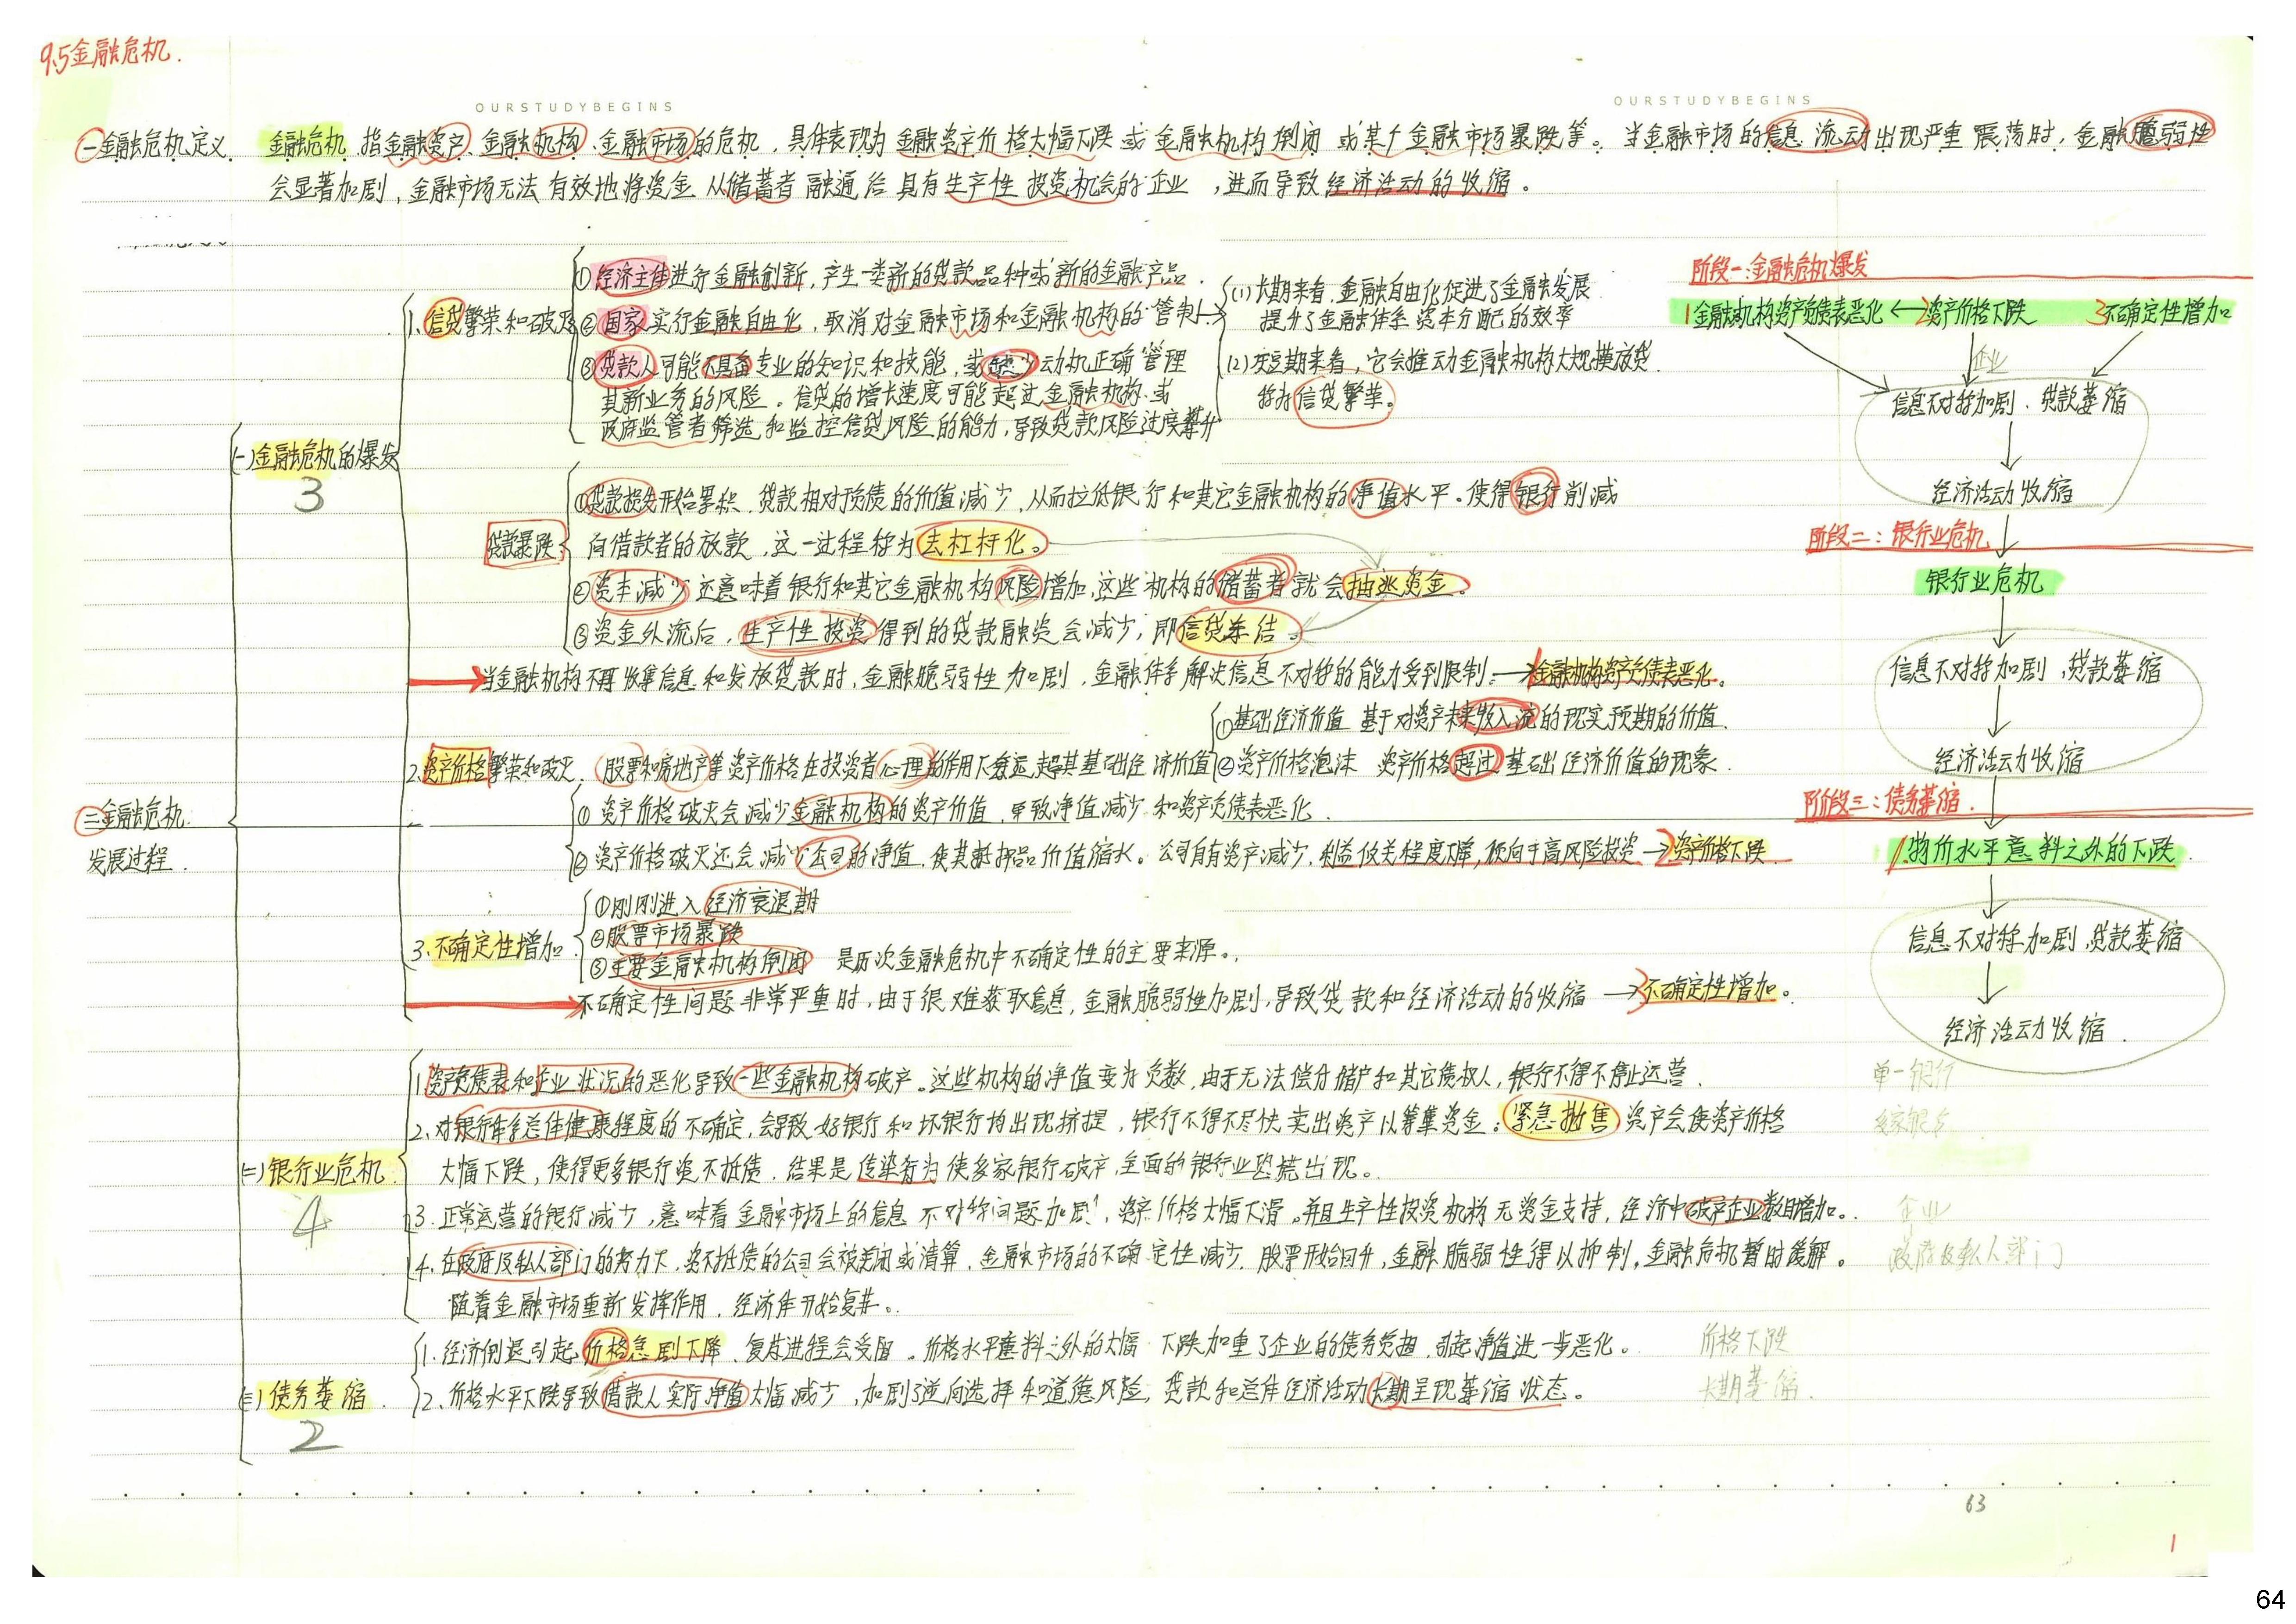 9.5金融危机.
OURSTUDYBEGINS
OURSTUDYBEGINS
一 金融危机定义. 金融危机 指金融资产、金融机构、金融市场的危机，具体表现为金融资产价格大幅下跌或金融机构倒闭或某个金融市场暴跌等。当金融市场的信息流动出现严重震荡时，金融脆弱性
会显著加剧，金融市场无法有效地将资金从储蓄者融通给具有生产性投资机会的企业，进而导致经济活动的收缩。
二 金融危机
发展过程.
(一)金融危机的爆发
3
1.信贷繁荣和破灭
①经济主体进行金融创新，产生一类新的贷款品种或新的金融产品.
②国家实行金融自由化，取消对金融市场和金融机构的管制→
(1)长期来看，金融自由化促进了金融发展
提升了金融体系资本分配的效率
(2)短期来看，它会推动金融机构大规模放贷.
称为信贷繁荣。
③贷款人可能不具备专业的知识和技能，或缺少动机正确管理
其新业务的风险。信贷的增长速度可能超过金融机构或
政府监管者筛选和监控信贷风险的能力，导致贷款风险过度攀升
贷款暴跌
①贷款损失开始累积，贷款相对于负债的价值减少，从而拉低银行和其它金融机构的净值水平。使得银行削减
向借款者的放款，这一过程称为去杠杆化。
②资本减少还意味着银行和其它金融机构风险增加，这些机构的储蓄者就会抽逃资金。
③资金外流后，生产性投资得到的贷款融资会减少，即信贷冻结。
→当金融机构不再收集信息和发放贷款时，金融脆弱性加剧，金融体系解决信息不对称的能力受到限制.→1金融机构资产负债表恶化。
2.资产价格繁荣和破灭. 股票和房地产等资产价格在投资者心理的作用下会远超其基础经济价值
①基础经济价值 基于对资产未来收入流的现实预期的价值.
②资产价格泡沫 资产价格超过基础经济价值的现象.
① 资产价格破灭会减少金融机构的资产价值，导致净值减少和资产负债表恶化.
② 资产价格破灭还会减少公司的净值，使其抵押品价值缩水。公司自有资产减少，利益攸关程度下降，倾向于高风险投资→2资产价格下跌.
3.不确定性增加
①刚刚进入经济衰退期
②股票市场暴跌
③主要金融机构倒闭 是历次金融危机中不确定性的主要来源。
→不确定性问题非常严重时，由于很难获取信息，金融脆弱性加剧，导致贷款和经济活动的收缩→3不确定性增加。
(二)银行业危机
4
1.资产负债表和企业状况的恶化导致一些金融机构破产。这些机构的净值变为负数，由于无法偿付储户和其它债权人，银行不得不停止运营. 单一银行
2.对银行体系总体健康程度的不确定，会导致好银行和坏银行均出现挤提，银行不得不尽快卖出资产以筹集资金；紧急抛售资产会使资产价格 多家银行
大幅下跌，使得更多银行资不抵债，结果是传染行为使多家银行破产，全面的银行业恐慌出现。
3.正常运营的银行减少，意味着金融市场上的信息不对称问题加剧，资产价格大幅下滑。并且生产性投资机构无资金支持，经济中破产企业数目增加。 企业
4.在政府及私人部门的努力下，资不抵债的公司会被关闭或清算，金融市场的不确定性减少，股票开始回升，金融脆弱性得以抑制，金融危机暂时缓解。 政府及私人部门
随着金融市场重新发挥作用，经济体开始复苏。
(三)债务萎缩
2
1.经济倒退引起价格急剧下降，复苏进程会受阻。价格水平意料之外的大幅下跌加重了企业的债务负担，引起净值进一步恶化。 价格下跌
2.价格水平下跌导致借款人实际净值大幅减少，加剧了逆向选择和道德风险，贷款和总体经济活动长期呈现萎缩状态。 长期萎缩.
阶段一:金融危机爆发
1金融机构资产负债表恶化 ← 2资产价格下跌 3不确定性增加
企业
信息不对称加剧、贷款萎缩
经济活动收缩
阶段二：银行业危机
银行业危机
信息不对称加剧，贷款萎缩
经济活动收缩
阶段三：债务萎缩.
1.物价水平意料之外的下跌.
信息不对称加剧，贷款萎缩
经济活动收缩.
63
1
64